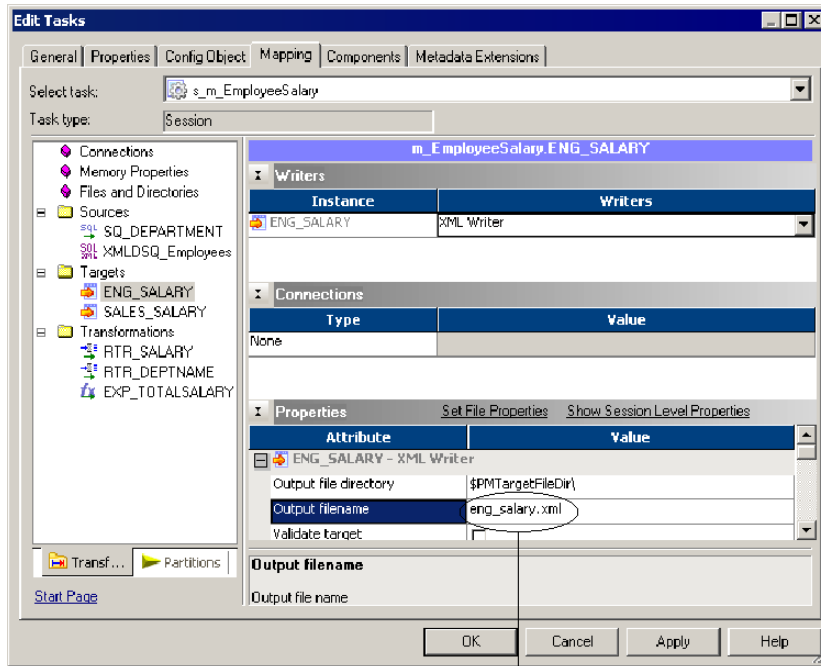 Edit Tasks
General Properties Config Object Mapping Components Metadata Extensions
Select task: s_m_EmployeeSalary
Task type: Session
Connections
Memory Properties
Files and Directories
Sources
SQ_DEPARTMENT
XMLDSQ_Employees
Targets
ENG_SALARY
SALES_SALARY
Transformations
RTR_SALARY
RTR_DEPTNAME
EXP_TOTALSALARY
Transf... Partitions
Start Page
m_EmployeeSalary.ENG_SALARY
Writers
Instance Writers
ENG_SALARY XML Writer
Connections
Type Value
None
Properties Set File Properties Show Session Level Properties
Attribute Value
ENG_SALARY - XML Writer
Output file directory $PMTargetFileDir\
Output filename eng_salary.xml
Validate target
Output filename
Output file name
OK Cancel Apply Help